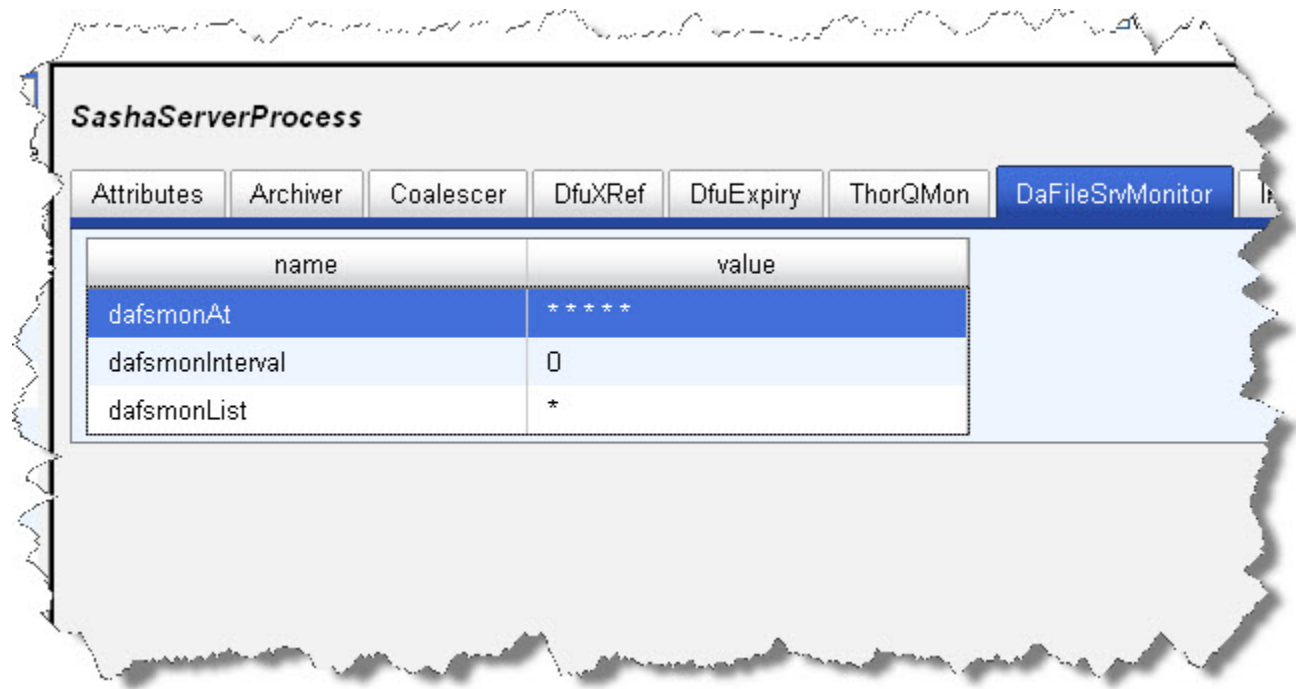 SashaServerProcess
Attributes Archiver Coalescer DfuXRef DfuExpiry ThorQMon DaFileSrvMonitor
name value
dafsmonAt * * * * *
dafsmonInterval 0
dafsmonList *